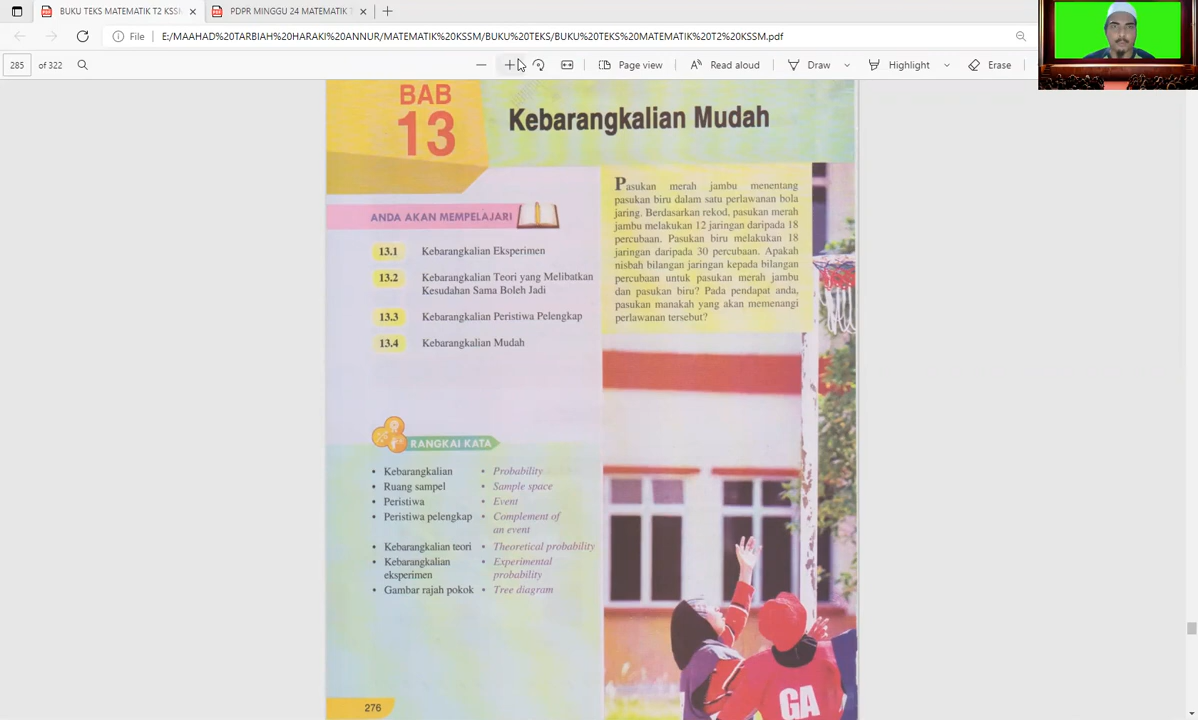 BUKU TEKS MATEMATIK T2 KSSM
PDPR MINGGU 24 MATEMATIK T
File
E:/MAAHAD%20TARBIAH%20HARAKI%20ANNUR/MATEMATIK%20KSSM/BUKU%20TEKS/BUKU%20TEKS%20MATEMATIK%20T2%20KSSM.pdf
285 of 322
Page view
Read aloud
Draw
Highlight
Erase
BAB
13
Kebarangkalian Mudah
ANDA AKAN MEMPELAJARI
13.1 Kebarangkalian Eksperimen
13.2 Kebarangkalian Teori yang Melibatkan
Kesudahan Sama Boleh Jadi
13.3 Kebarangkalian Peristiwa Pelengkap
13.4 Kebarangkalian Mudah
Pasukan merah jambu menentang
pasukan biru dalam satu perlawanan bola
jaring. Berdasarkan rekod, pasukan merah
jambu melakukan 12 jaringan daripada 18
percubaan. Pasukan biru melakukan 18
jaringan daripada 30 percubaan. Apakah
nisbah bilangan jaringan kepada bilangan
percubaan untuk pasukan merah jambu
dan pasukan biru? Pada pendapat anda,
pasukan manakah yang akan memenangi
perlawanan tersebut?
RANGKAI KATA
• Kebarangkalian • Probability
• Ruang sampel • Sample space
• Peristiwa • Event
• Peristiwa pelengkap • Complement of
an event
• Kebarangkalian teori • Theoretical probability
• Kebarangkalian • Experimental
eksperimen probability
• Gambar rajah pokok • Tree diagram
GA
276